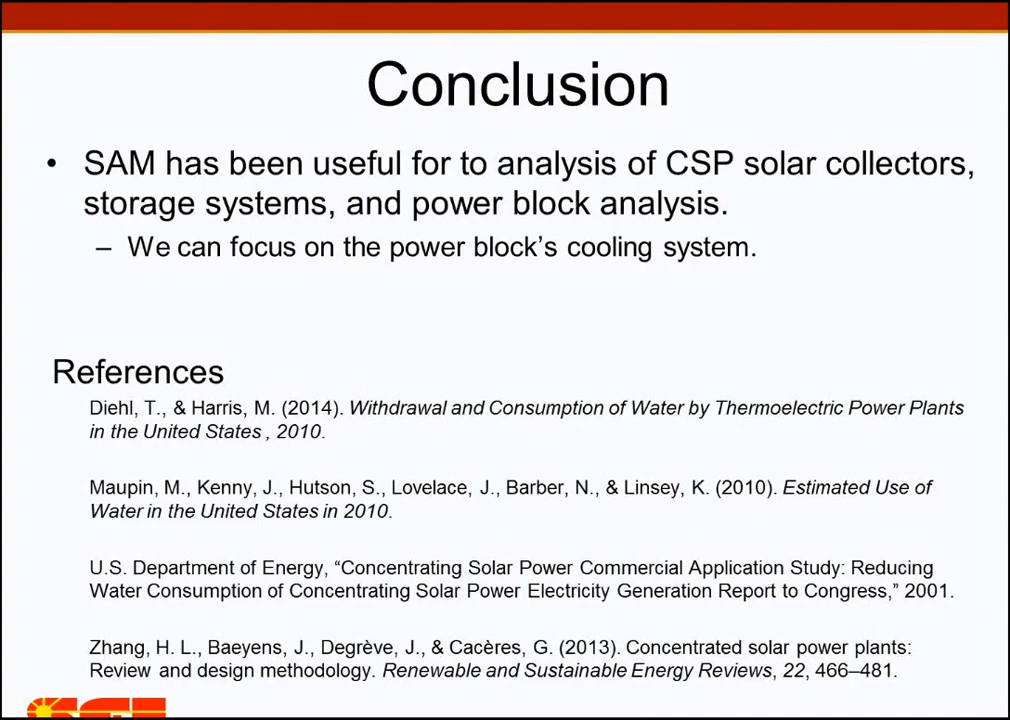 Conclusion
• SAM has been useful for to analysis of CSP solar collectors,
storage systems, and power block analysis.
– We can focus on the power block’s cooling system.
References
Diehl, T., & Harris, M. (2014). Withdrawal and Consumption of Water by Thermoelectric Power Plants
in the United States , 2010.
Maupin, M., Kenny, J., Hutson, S., Lovelace, J., Barber, N., & Linsey, K. (2010). Estimated Use of
Water in the United States in 2010.
U.S. Department of Energy, “Concentrating Solar Power Commercial Application Study: Reducing
Water Consumption of Concentrating Solar Power Electricity Generation Report to Congress,” 2001.
Zhang, H. L., Baeyens, J., Degrève, J., & Cacères, G. (2013). Concentrated solar power plants:
Review and design methodology. Renewable and Sustainable Energy Reviews, 22, 466–481.